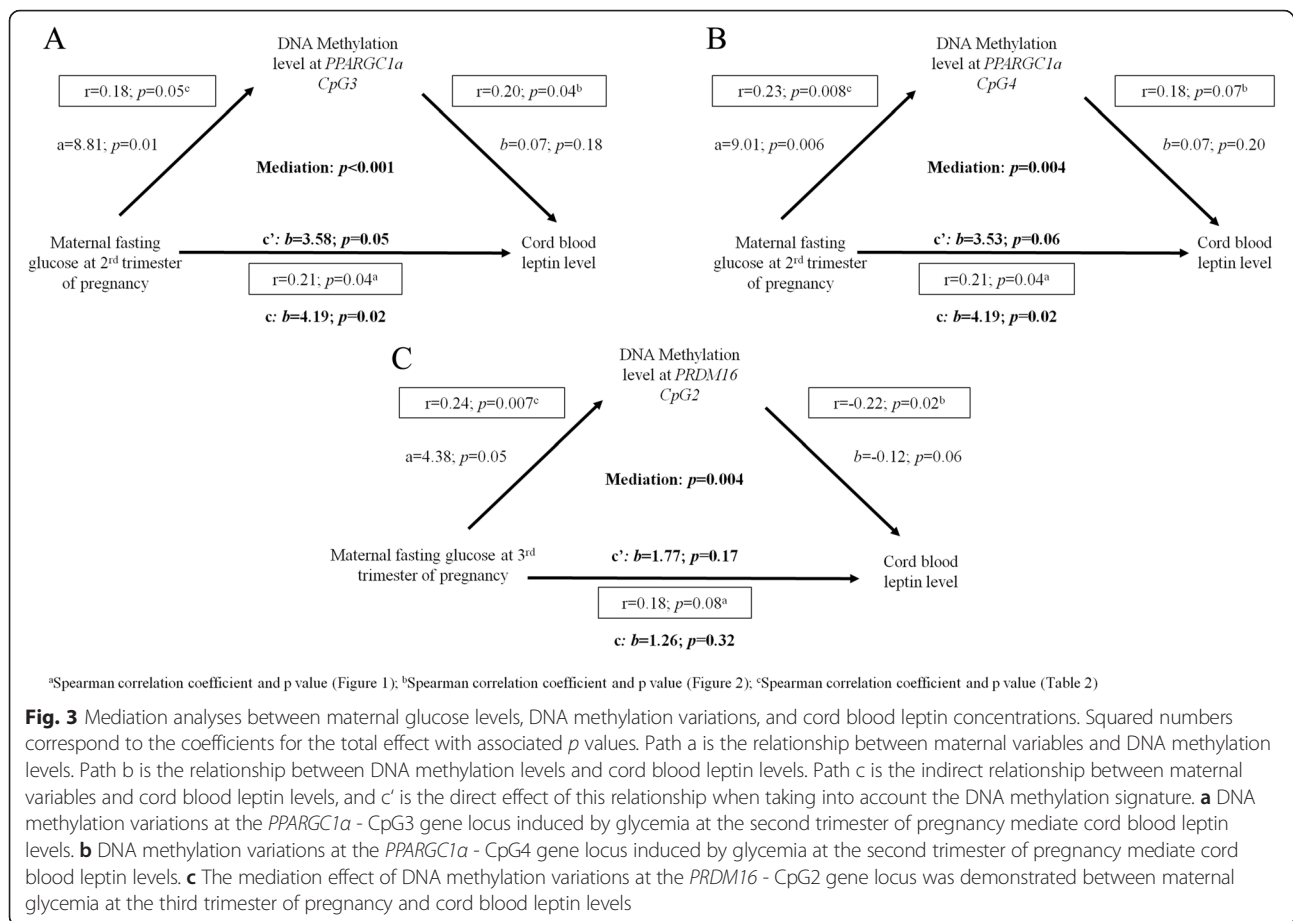 A
DNA Methylation
level at PPARGC1a
CpG3
r=0.18; p=0.05ᶜ
r=0.20; p=0.04ᵇ
a=8.81; p=0.01
b=0.07; p=0.18
Mediation: p<0.001
Maternal fasting
glucose at 2ʳᵈ trimester
of pregnancy
c’: b=3.58; p=0.05
r=0.21; p=0.04ᵃ
c: b=4.19; p=0.02
Cord blood
leptin level
B
DNA Methylation
level at PPARGC1a
CpG4
r=0.23; p=0.008ᶜ
r=0.18; p=0.07ᵇ
a=9.01; p=0.006
b=0.07; p=0.20
Mediation: p=0.004
Maternal fasting
glucose at 2ʳᵈ trimester
of pregnancy
c’: b=3.53; p=0.06
r=0.21; p=0.04ᵃ
c: b=4.19; p=0.02
Cord blood
leptin level
C
DNA Methylation
level at PRDM16
CpG2
r=0.24; p=0.007ᶜ
r=-0.22; p=0.02ᵇ
a=4.38; p=0.05
b=-0.12; p=0.06
Mediation: p=0.004
Maternal fasting glucose at 3ʳᵈ
trimester of pregnancy
c’: b=1.77; p=0.17
r=0.18; p=0.08ᵃ
c: b=1.26; p=0.32
Cord blood
leptin level
ᵃSpearman correlation coefficient and p value (Figure 1); ᵇSpearman correlation coefficient and p value (Figure 2); ᶜSpearman correlation coefficient and p value (Table 2)
Fig. 3 Mediation analyses between maternal glucose levels, DNA methylation variations, and cord blood leptin concentrations. Squared numbers
correspond to the coefficients for the total effect with associated p values. Path a is the relationship between maternal variables and DNA methylation
levels. Path b is the relationship between DNA methylation levels and cord blood leptin levels. Path c is the indirect relationship between maternal
variables and cord blood leptin levels, and c’ is the direct effect of this relationship when taking into account the DNA methylation signature. a DNA
methylation variations at the PPARGC1α - CpG3 gene locus induced by glycemia at the second trimester of pregnancy mediate cord blood leptin
levels. b DNA methylation variations at the PPARGC1α - CpG4 gene locus induced by glycemia at the second trimester of pregnancy mediate cord
blood leptin levels. c The mediation effect of DNA methylation variations at the PRDM16 - CpG2 gene locus was demonstrated between maternal
glycemia at the third trimester of pregnancy and cord blood leptin levels